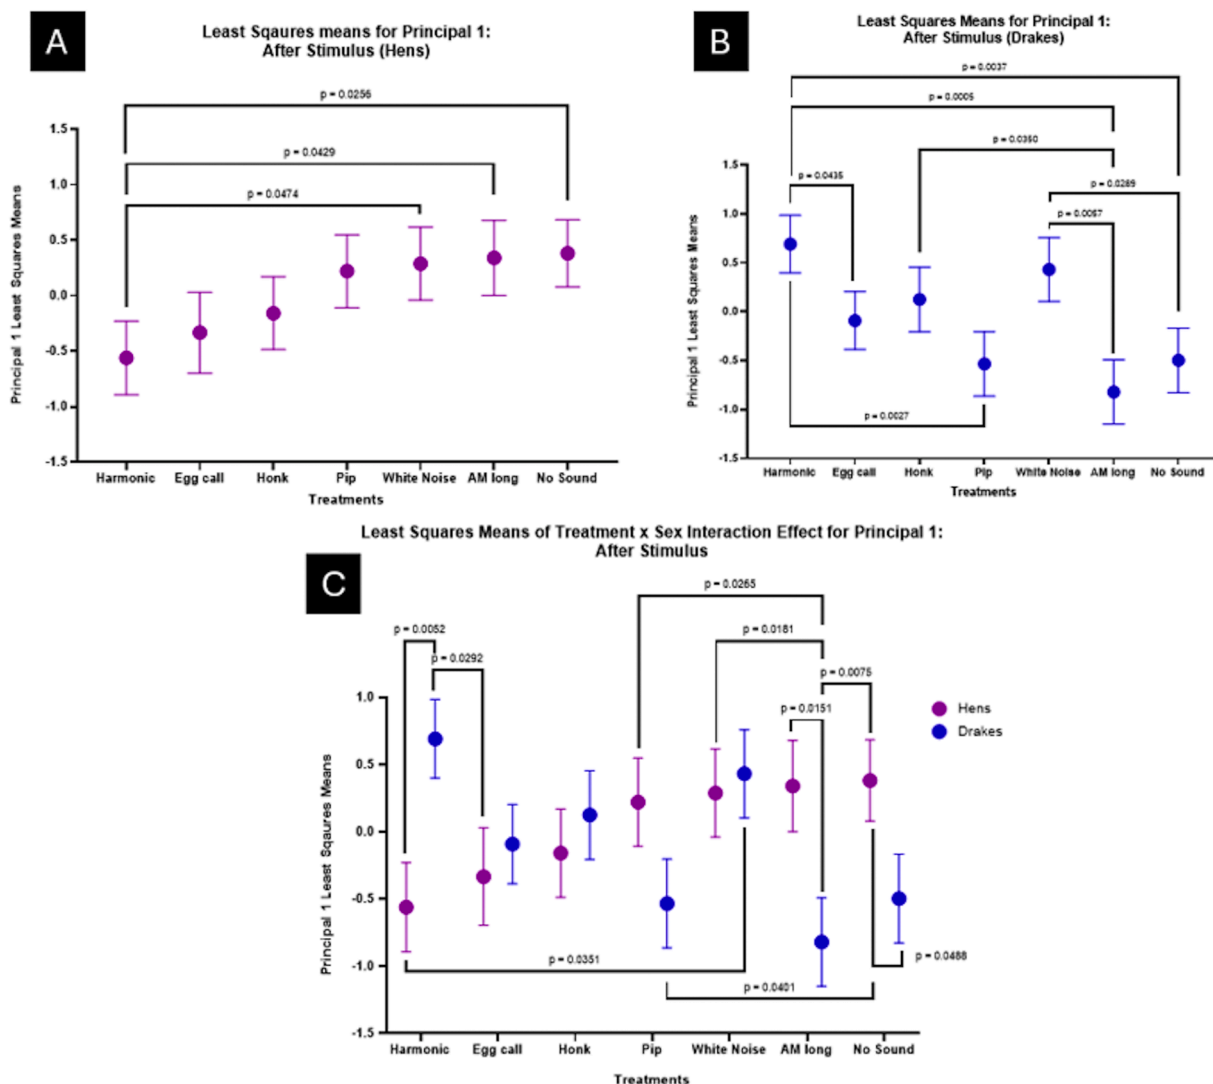 A
Least Sqaures means for Principal 1:
After Stimulus (Hens)
p = 0.0256
p = 0.0429
p = 0.0474
1.5
1.0
0.5
0.0
-0.5
-1.0
-1.5
Principal 1 Least Squares Means
Harmonic Egg call Honk Pip White Noise AM long No Sound
Treatments
B
Least Squares Means for Principal 1:
After Stimulus (Drakes)
p = 0.0037
p = 0.0005
p = 0.0350
p = 0.0435
p = 0.0289
p = 0.0057
1.5
1.0
0.5
0.0
-0.5
-1.0
-1.5
Principal 1 Least Squares Means
p = 0.0027
Harmonic Egg call Honk Pip White Noise AM long No Sound
Treatments
Least Squares Means of Treatment x Sex Interaction Effect for Principal 1:
After Stimulus
C
p = 0.0265
p = 0.0052
p = 0.0181
p = 0.0292
p = 0.0075
p = 0.0151
Hens
Drakes
1.0
0.5
0.0
-0.5
-1.0
-1.5
Principal 1 Least Sqaures Means
p = 0.0351
p = 0.0488
p = 0.0401
Harmonic Egg call Honk Pip White Noise AM long No Sound
Treatments